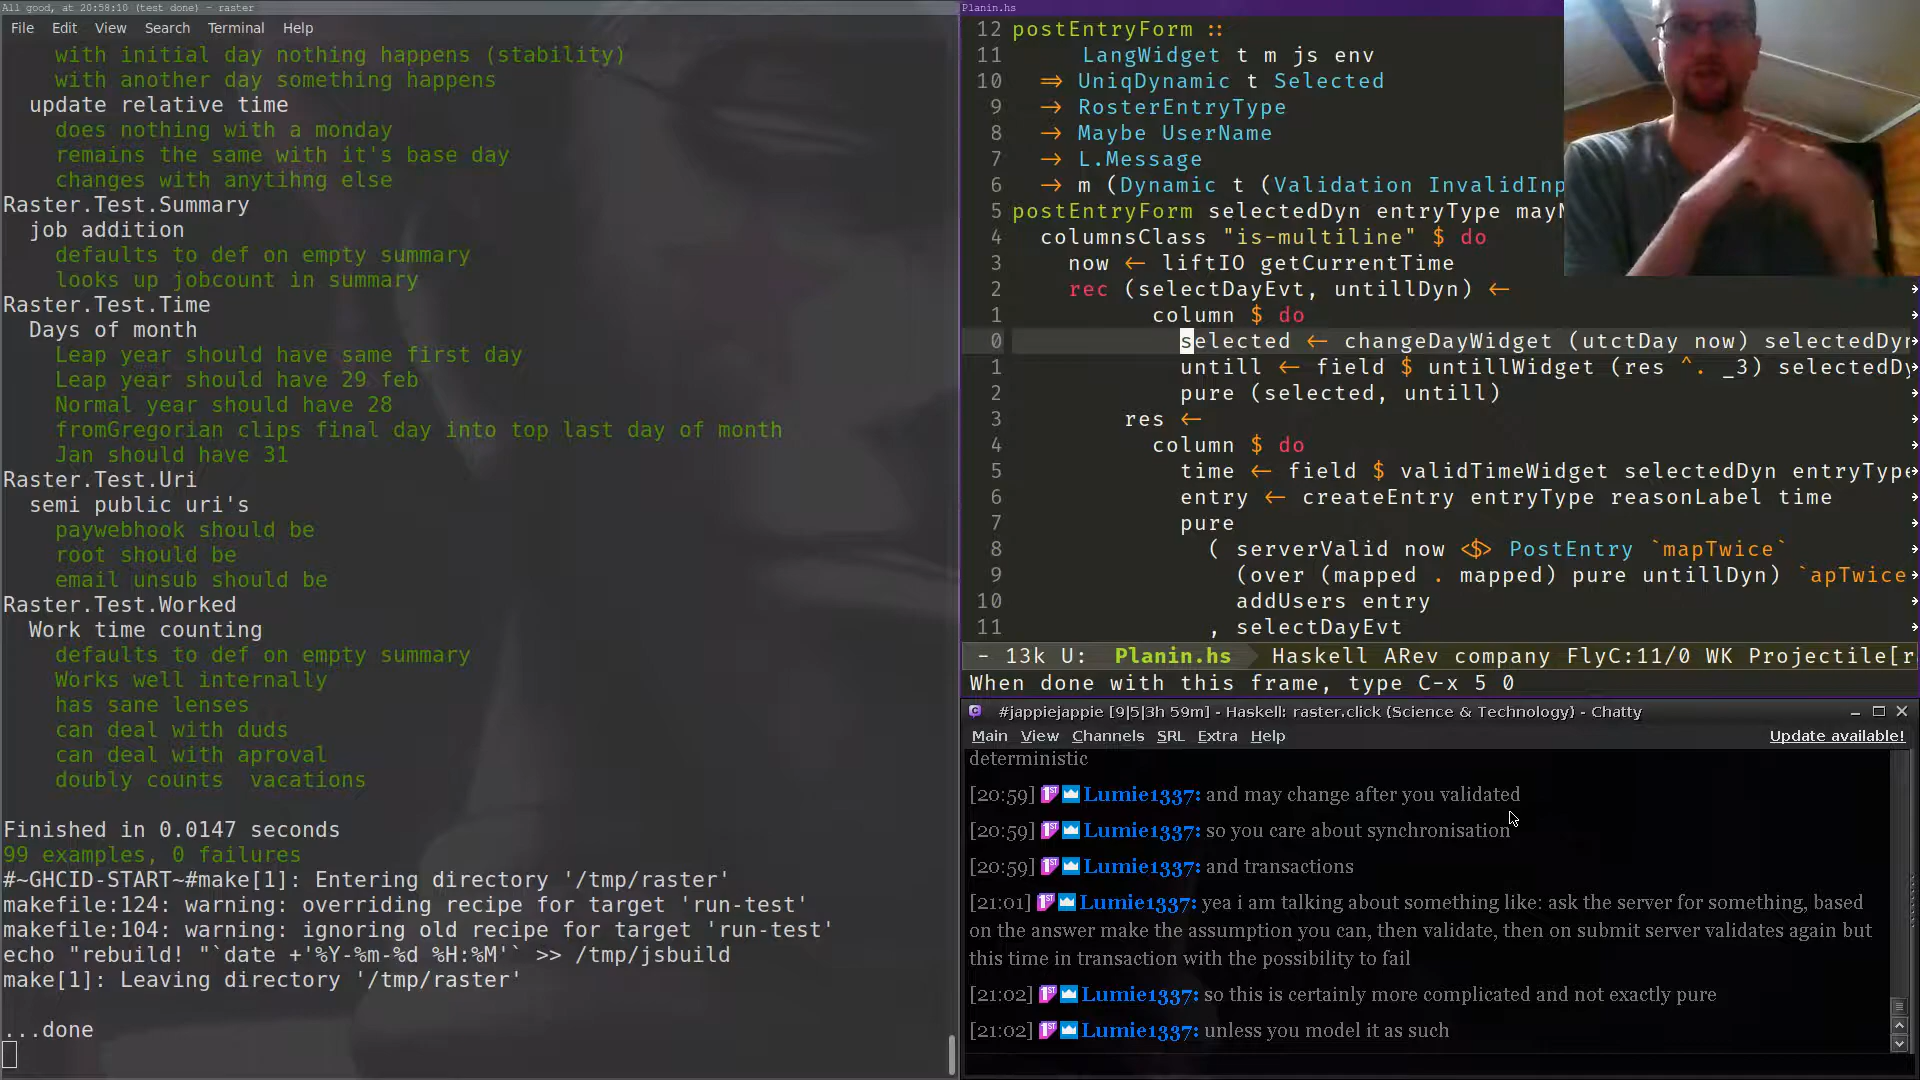 All good, at 20:58:10 (test done) - raster
File Edit View Search Terminal Help
with initial day nothing happens (stability)
with another day something happens
update relative time
does nothing with a monday
remains the same with it's base day
changes with anytihng else
Raster.Test.Summary
job addition
defaults to def on empty summary
looks up jobcount in summary
Raster.Test.Time
Days of month
Leap year should have same first day
Leap year should have 29 feb
Normal year should have 28
fromGregorian clips final day into top last day of month
Jan should have 31
Raster.Test.Uri
semi public uri's
paywebhook should be
root should be
email unsub should be
Raster.Test.Worked
Work time counting
defaults to def on empty summary
Works well internally
has sane lenses
can deal with duds
can deal with aproval
doubly counts  vacations
Finished in 0.0147 seconds
99 examples, 0 failures
#~GHCID-START~#make[1]: Entering directory '/tmp/raster'
makefile:124: warning: overriding recipe for target 'run-test'
makefile:104: warning: ignoring old recipe for target 'run-test'
echo "rebuild! "`date +'%Y-%m-%d %H:%M'` >> /tmp/jsbuild
make[1]: Leaving directory '/tmp/raster'
...done
Planin.hs
12 postEntryForm ::
11 LangWidget t m js env
10 ⇒ UniqDynamic t Selected
9 → RosterEntryType
8 → Maybe UserName
7 → L.Message
6 → m (Dynamic t (Validation InvalidInp
5 postEntryForm selectedDyn entryType mayM
4 columnsClass "is-multiline" $ do
3 now ← liftIO getCurrentTime
2 rec (selectDayEvt, untillDyn) ←
1 column $ do
0 selected ← changeDayWidget (utctDay now) selectedDyn
1 untill ← field $ untillWidget (res ^. _3) selectedDy
2 pure (selected, untill)
3 res ←
4 column $ do
5 time ← field $ validTimeWidget selectedDyn entryType
6 entry ← createEntry entryType reasonLabel time
7 pure
8 ( serverValid now <$> PostEntry `mapTwice`
9 (over (mapped . mapped) pure untillDyn) `apTwice
10 addUsers entry
11 , selectDayEvt
- 13k U: Planin.hs Haskell ARev company FlyC:11/0 WK Projectile[r
When done with this frame, type C-x 5 0
#jappiejappie [9|5|3h 59m] - Haskell: raster.click (Science & Technology) - Chatty
Main View Channels SRL Extra Help Update available!
deterministic
[20:59] 1ST Lumie1337: and may change after you validated
[20:59] 1ST Lumie1337: so you care about synchronisation
[20:59] 1ST Lumie1337: and transactions
[21:01] 1ST Lumie1337: yea i am talking about something like: ask the server for something, based
on the answer make the assumption you can, then validate, then on submit server validates again but
this time in transaction with the possibility to fail
[21:02] 1ST Lumie1337: so this is certainly more complicated and not exactly pure
[21:02] 1ST Lumie1337: unless you model it as such